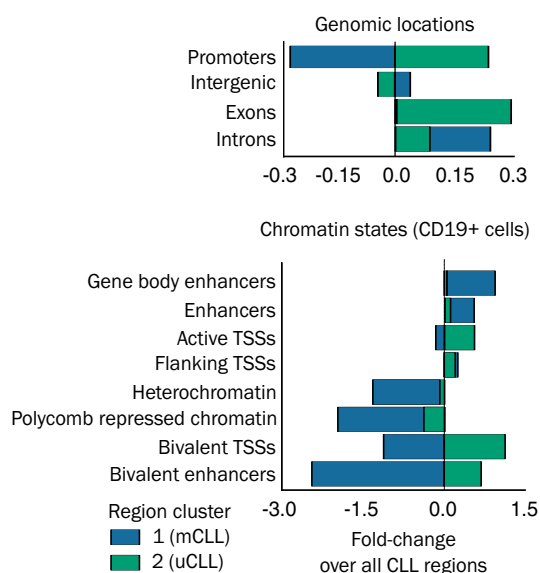 Genomic locations
Promoters
Intergenic
Exons
Introns
-0.3 -0.15 0.0 0.15 0.3
Chromatin states (CD19+ cells)
Gene body enhancers
Enhancers
Active TSSs
Flanking TSSs
Heterochromatin
Polycomb repressed chromatin
Bivalent TSSs
Bivalent enhancers
-3.0 -1.5 0.0 1.5
Region cluster
1 (mCLL)
2 (uCLL)
Fold-change
over all CLL regions